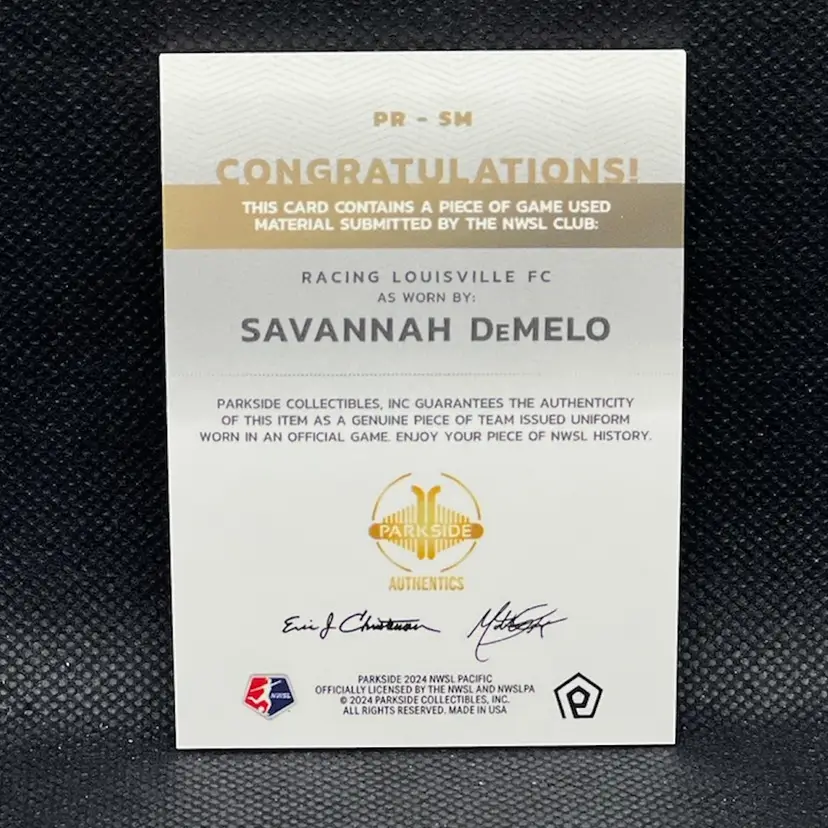 PR - SM
CONGRATULATIONS!
THIS CARD CONTAINS A PIECE OF GAME USED
MATERIAL SUBMITTED BY THE NWSL CLUB:
RACING LOUISVILLE FC
AS WORN BY:
SAVANNAH DeMELO
PARKSIDE COLLECTIBLES, INC GUARANTEES THE AUTHENTICITY
OF THIS ITEM AS A GENUINE PIECE OF TEAM ISSUED UNIFORM
WORN IN AN OFFICIAL GAME. ENJOY YOUR PIECE OF NWSL HISTORY.
PARKSIDE
AUTHENTICS
Eric J
NWSL
PARKSIDE 2024 NWSL PACIFIC
OFFICIALLY LICENSED BY THE NWSL AND NWSLPA
© 2024 PARKSIDE COLLECTIBLES, INC.
ALL RIGHTS RESERVED. MADE IN USA